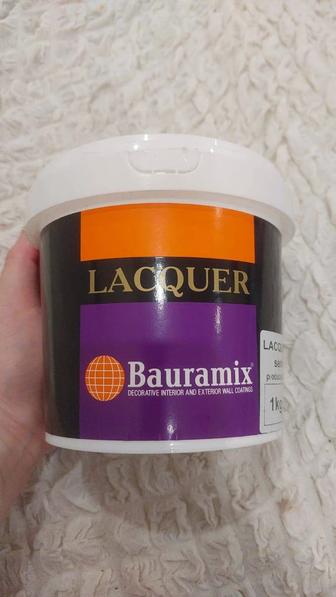 LACQUER
Bauramix
DECORATIVE INTERIOR AND EXTERIOR WALL COATINGS
1kg